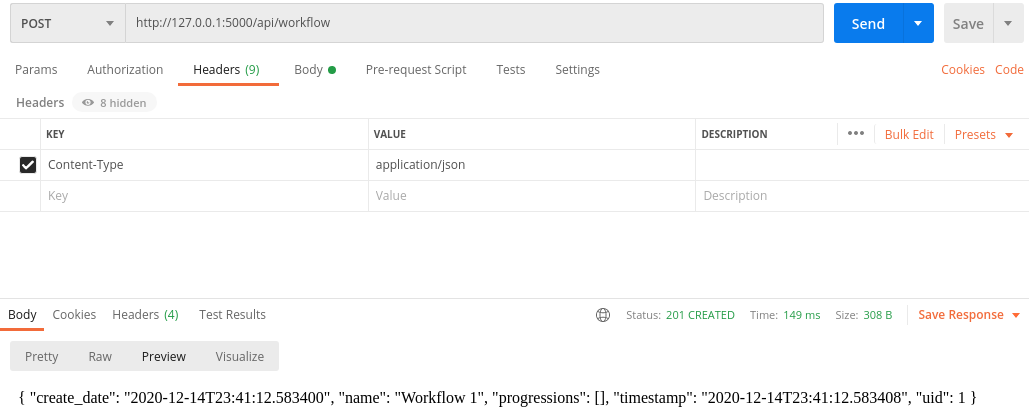 POST http://127.0.0.1:5000/api/workflow Send Save
Params Authorization Headers (9) Body Pre-request Script Tests Settings Cookies Code
Headers 8 hidden
KEY VALUE DESCRIPTION ••• Bulk Edit Presets
Content-Type application/json
Key Value Description
Body Cookies Headers (4) Test Results Status: 201 CREATED Time: 149 ms Size: 308 B Save Response
Pretty Raw Preview Visualize
{ "create_date": "2020-12-14T23:41:12.583400", "name": "Workflow 1", "progressions": [], "timestamp": "2020-12-14T23:41:12.583408", "uid": 1 }